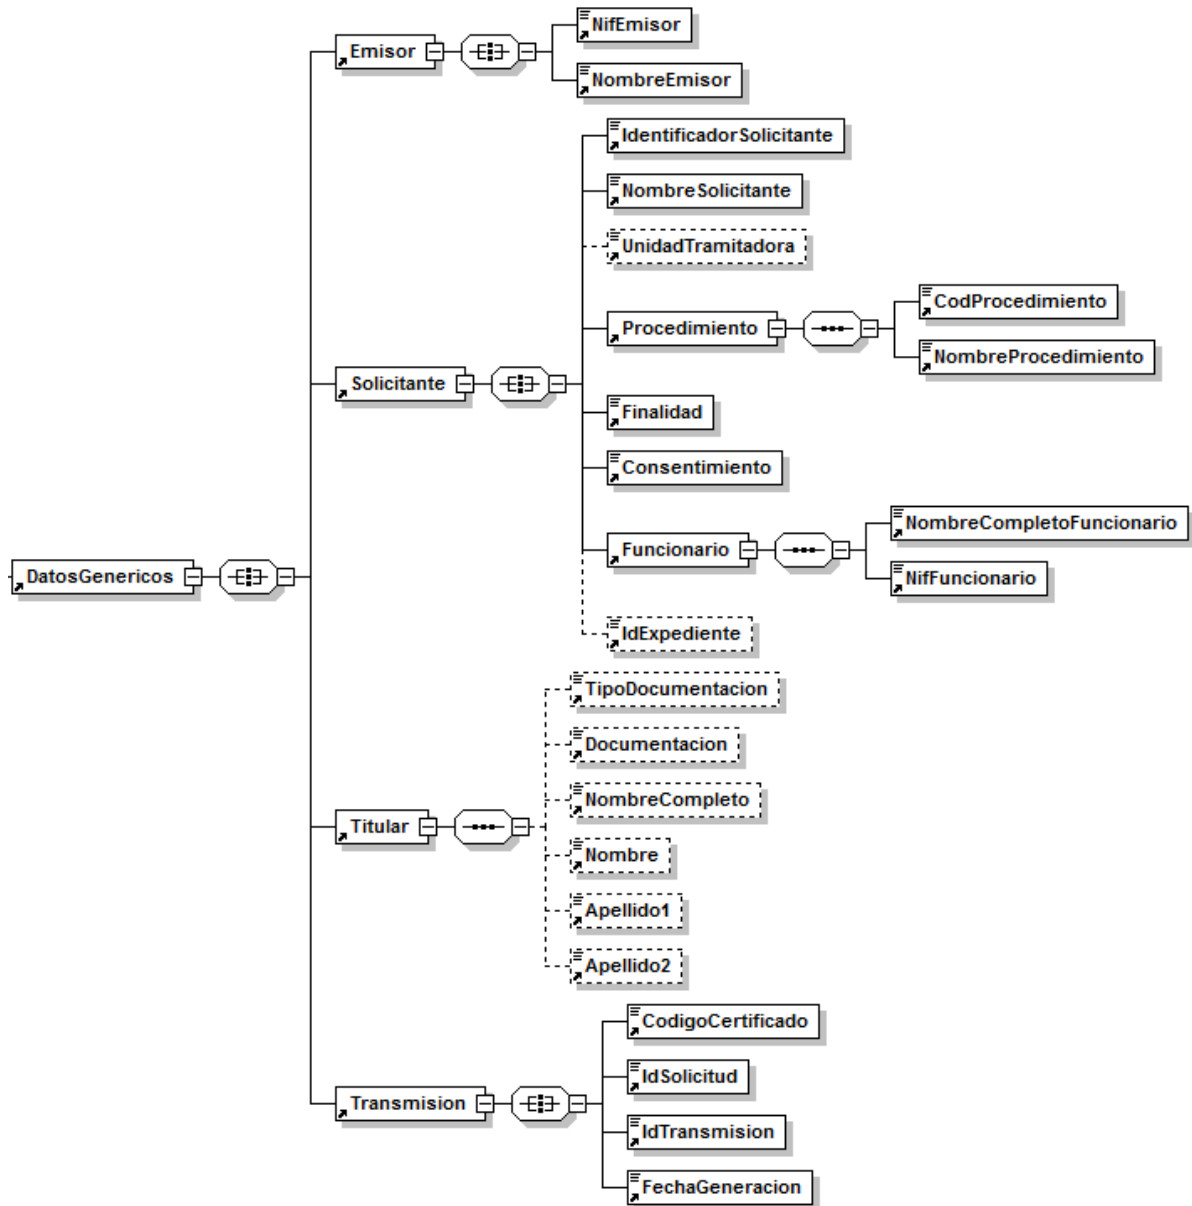 DatosGenericos
Emisor
NifEmisor
NombreEmisor
Solicitante
IdentificadorSolicitante
NombreSolicitante
UnidadTramitadora
Procedimiento
CodProcedimiento
NombreProcedimiento
Finalidad
Consentimiento
Funcionario
NombreCompletoFuncionario
NifFuncionario
IdExpediente
Titular
TipoDocumentacion
Documentacion
NombreCompleto
Nombre
Apellido1
Apellido2
Transmision
CodigoCertificado
IdSolicitud
IdTransmision
FechaGeneracion